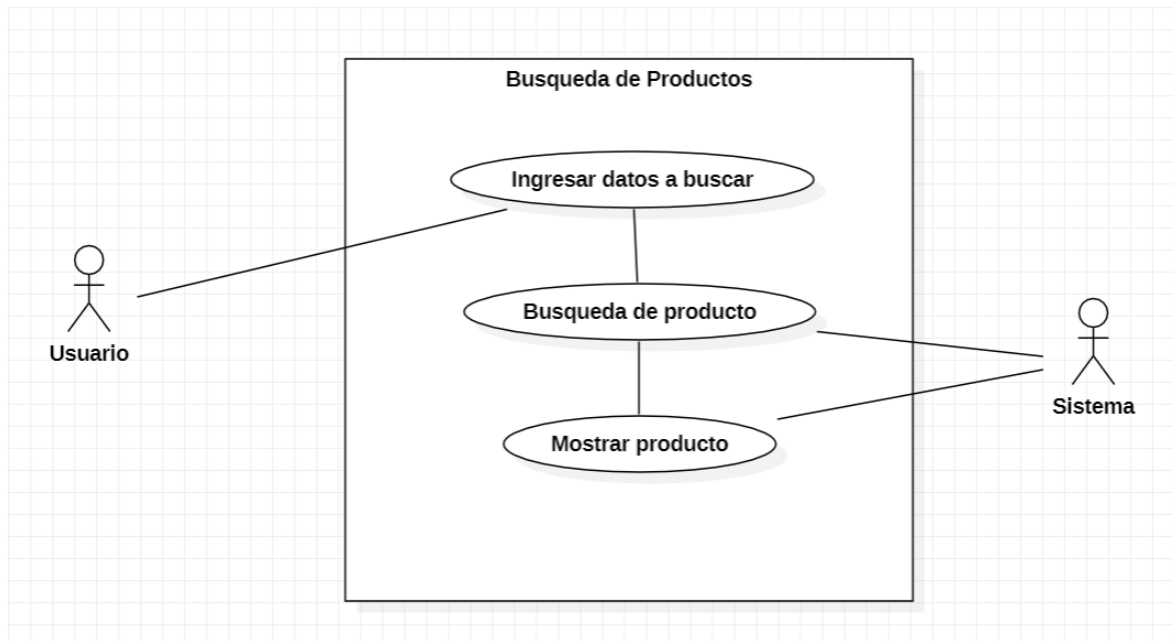 Busqueda de Productos
Ingresar datos a buscar
Busqueda de producto
Usuario
Sistema
Mostrar producto